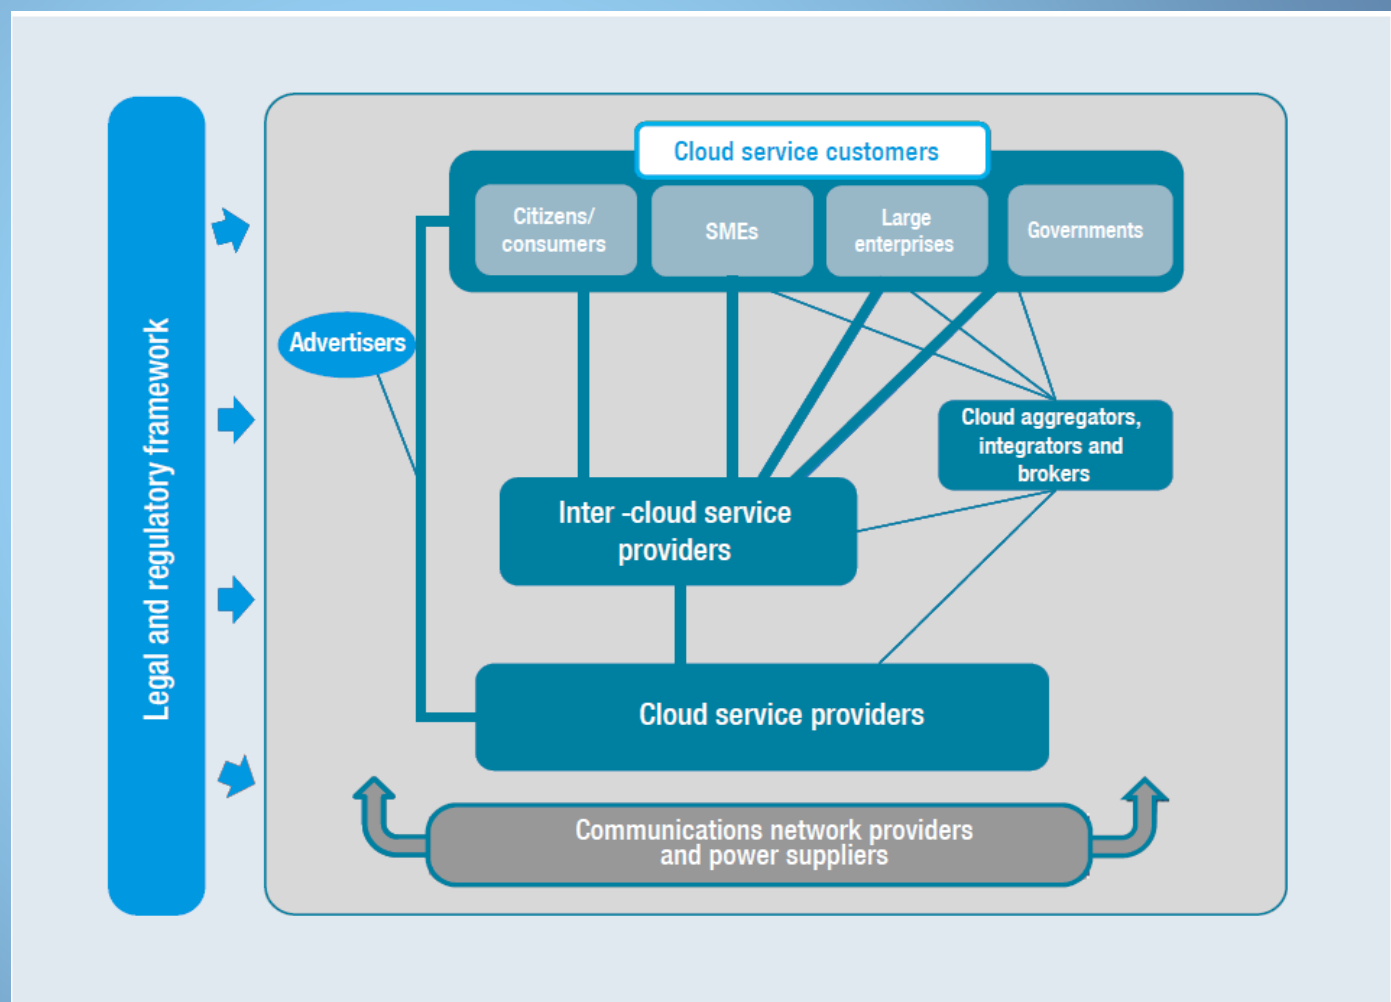 Legal and regulatory framework
Cloud service customers
Citizens/
consumers
SMEs
Large
enterprises
Governments
Advertisers
Cloud aggregators,
integrators and
brokers
Inter -cloud service
providers
Cloud service providers
Communications network providers
and power suppliers